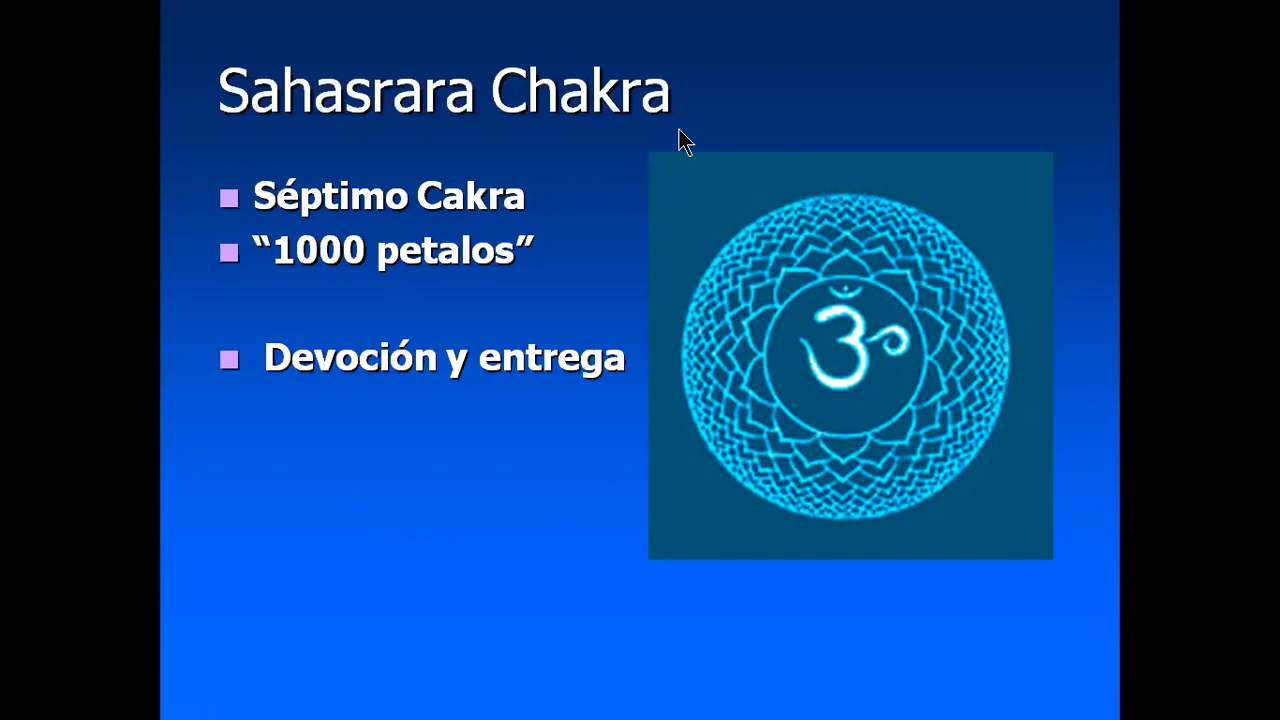 Sahasrara Chakra
Séptimo Cakra
“1000 petalos”
Devoción y entrega
ॐ